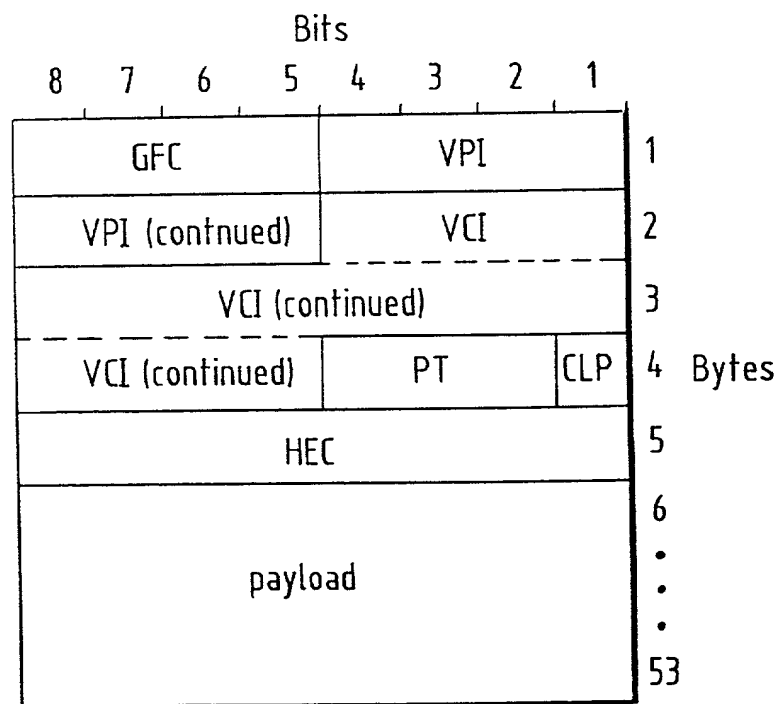 Bits
8 7 6 5 4 3 2 1
GFC VPI 1
VPI (contnued) VCI 2
VCI (continued) 3
VCI (continued) PT CLP 4 Bytes
HEC 5
6
payload
53